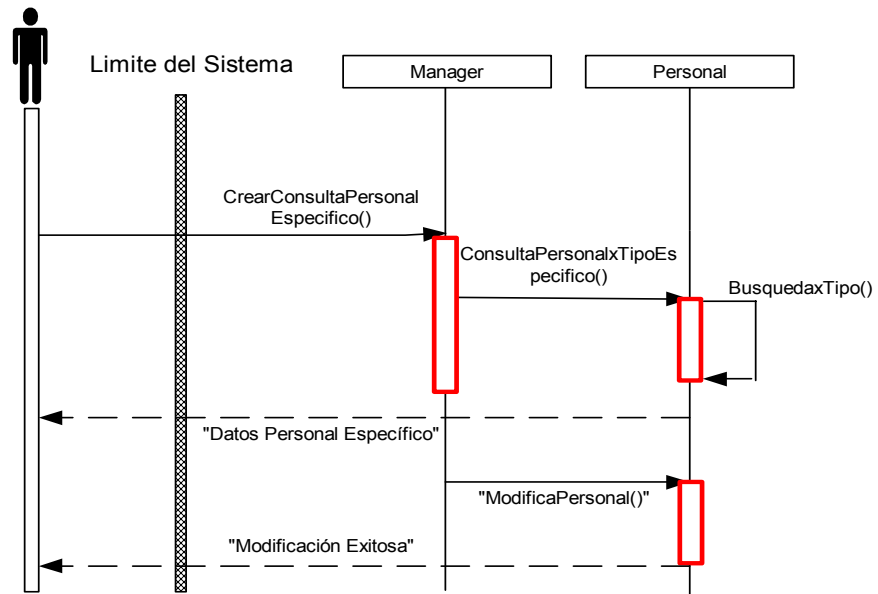 Limite del Sistema
Manager
Personal
CrearConsultaPersonal
Especifico()
ConsultaPersonalxTipoEs
pecifico()
BusquedaxTipo()
"Datos Personal Específico"
"ModificaPersonal()"
"Modificación Exitosa"